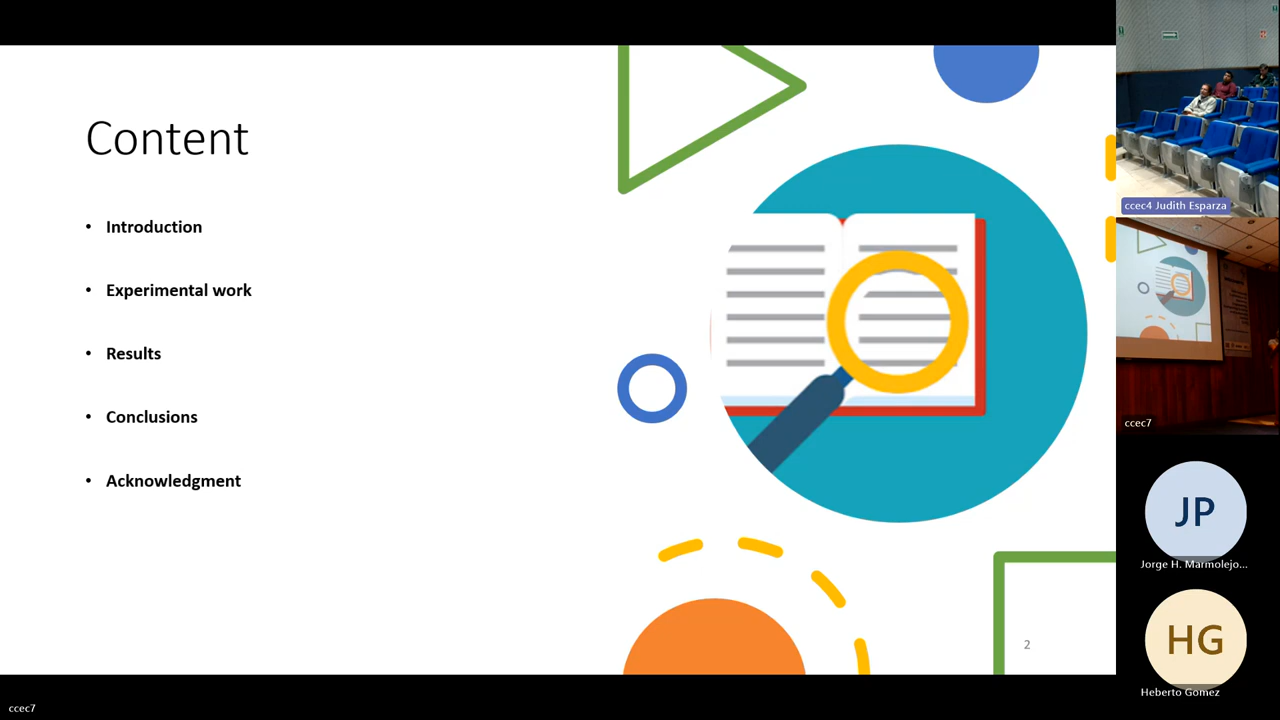 Content
• Introduction
• Experimental work
• Results
• Conclusions
• Acknowledgment
2
ccec4 Judith Esparza
ccec7
JP
Jorge H. Marmolejo...
HG
Heberto Gomez
ccec7